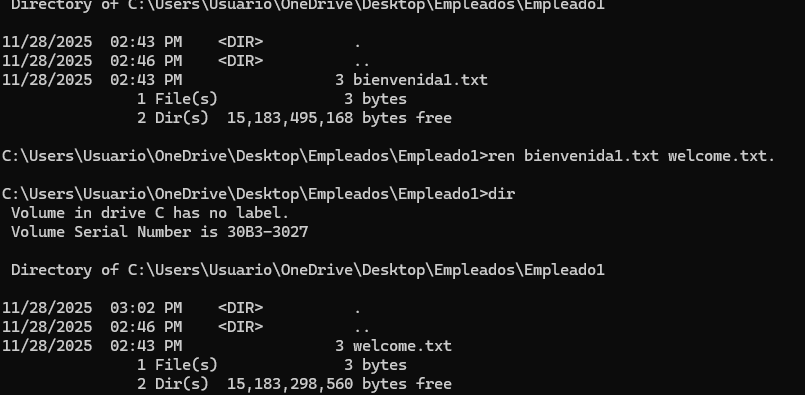 Directory of C:\Users\Usuario\OneDrive\Desktop\Empleados\Empleado1
11/28/2025  02:43 PM    <DIR>          .
11/28/2025  02:46 PM    <DIR>          ..
11/28/2025  02:43 PM                 3 bienvenida1.txt
               1 File(s)              3 bytes
               2 Dir(s)  15,183,495,168 bytes free
C:\Users\Usuario\OneDrive\Desktop\Empleados\Empleado1>ren bienvenida1.txt welcome.txt.
C:\Users\Usuario\OneDrive\Desktop\Empleados\Empleado1>dir
 Volume in drive C has no label.
 Volume Serial Number is 30B3-3027
 Directory of C:\Users\Usuario\OneDrive\Desktop\Empleados\Empleado1
11/28/2025  03:02 PM    <DIR>          .
11/28/2025  02:46 PM    <DIR>          ..
11/28/2025  02:43 PM                 3 welcome.txt
               1 File(s)              3 bytes
               2 Dir(s)  15,183,298,560 bytes free